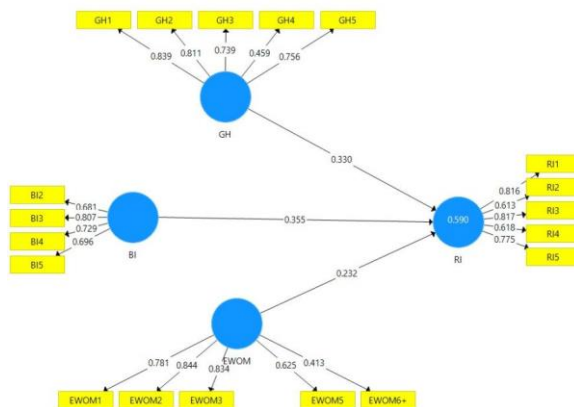 GH1 GH2 GH3 GH4 GH5
0.839 0.811 0.739 0.459 0.756
GH
0.330
BI2
BI3
BI4
BI5
0.681
0.807
0.729
0.696
BI
0.355
0.590
RI
0.816
0.613
0.817
0.618
0.775
RI1
RI2
RI3
RI4
RI5
0.232
EWOM
0.781 0.844 0.834 0.625 0.413
EWOM1 EWOM2 EWOM3 EWOM5 EWOM6+